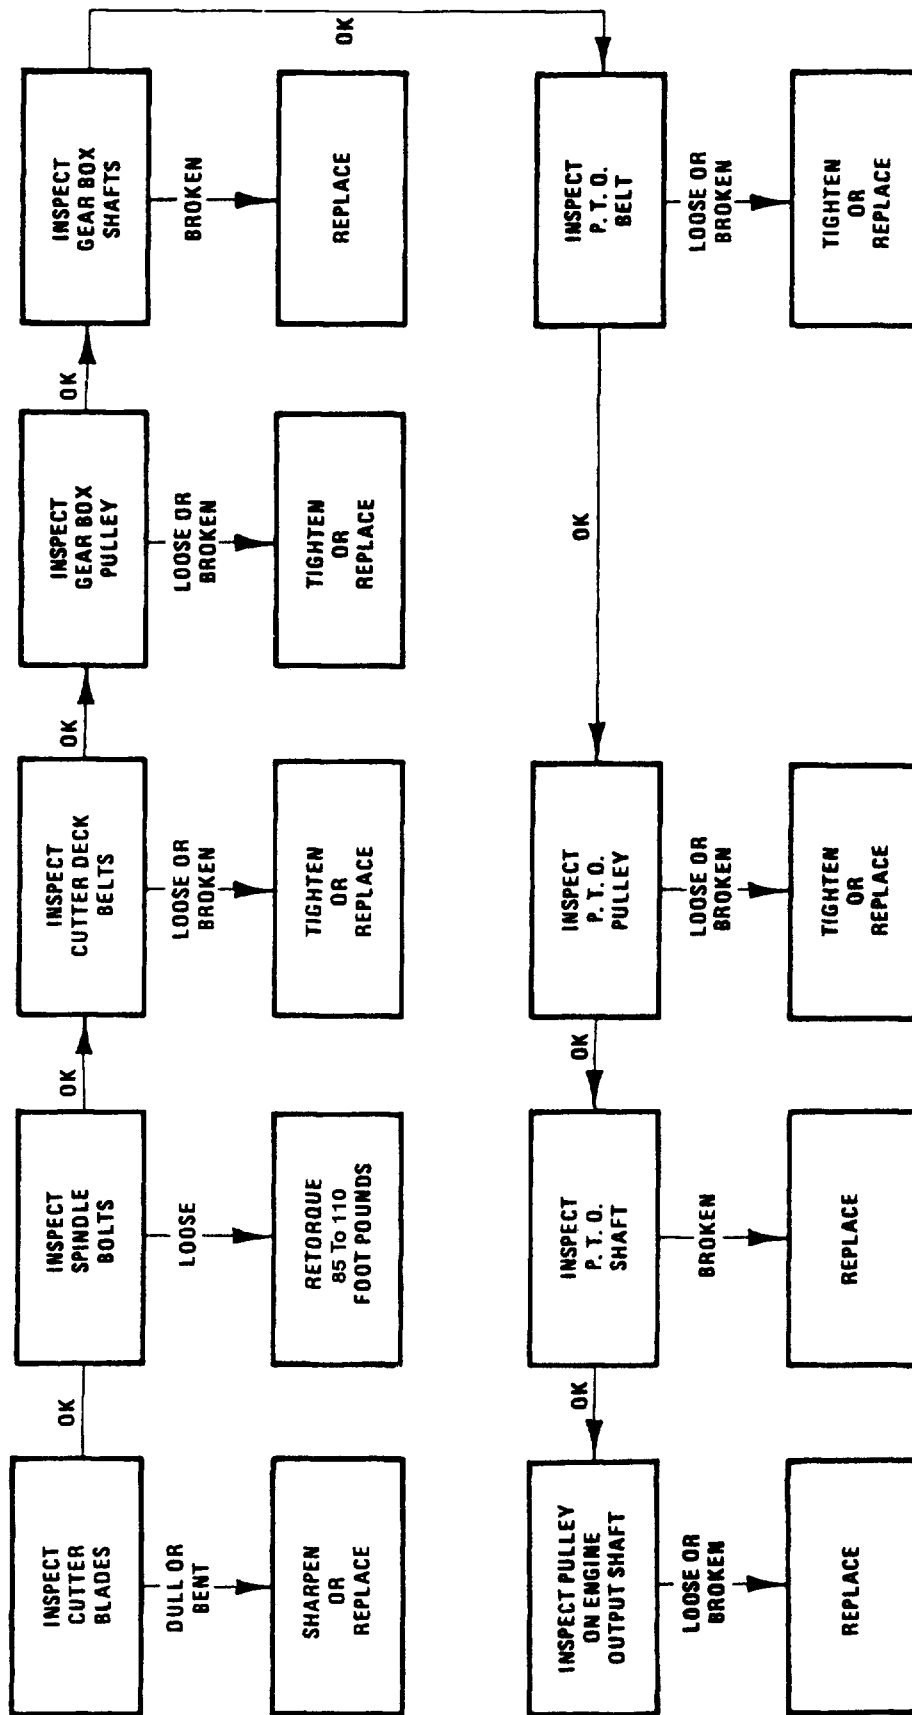 INSPECT
CUTTER
BLADES
OK
DULL OR
BENT
SHARPEN
OR
REPLACE
INSPECT
SPINDLE
BOLTS
OK
LOOSE
RETORQUE
85 To 110
FOOT POUNDS
INSPECT
CUTTER DECK
BELTS
OK
LOOSE OR
BROKEN
TIGHTEN
OR
REPLACE
INSPECT
GEAR BOX
PULLEY
OK
LOOSE OR
BROKEN
TIGHTEN
OR
REPLACE
INSPECT
GEAR BOX
SHAFTS
OK
BROKEN
REPLACE
INSPECT
P. T. O.
BELT
OK
LOOSE OR
BROKEN
TIGHTEN
OR
REPLACE
INSPECT
P. T. O.
PULLEY
OK
LOOSE OR
BROKEN
TIGHTEN
OR
REPLACE
INSPECT
P. T. O.
SHAFT
OK
BROKEN
REPLACE
INSPECT PULLEY
ON ENGINE
OUTPUT SHAFT
LOOSE OR
BROKEN
REPLACE